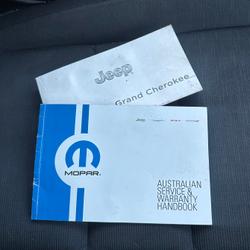 Jeep
Grand Cherokee
MOPAR
AUSTRALIAN
SERVICE &
WARRANTY
HANDBOOK